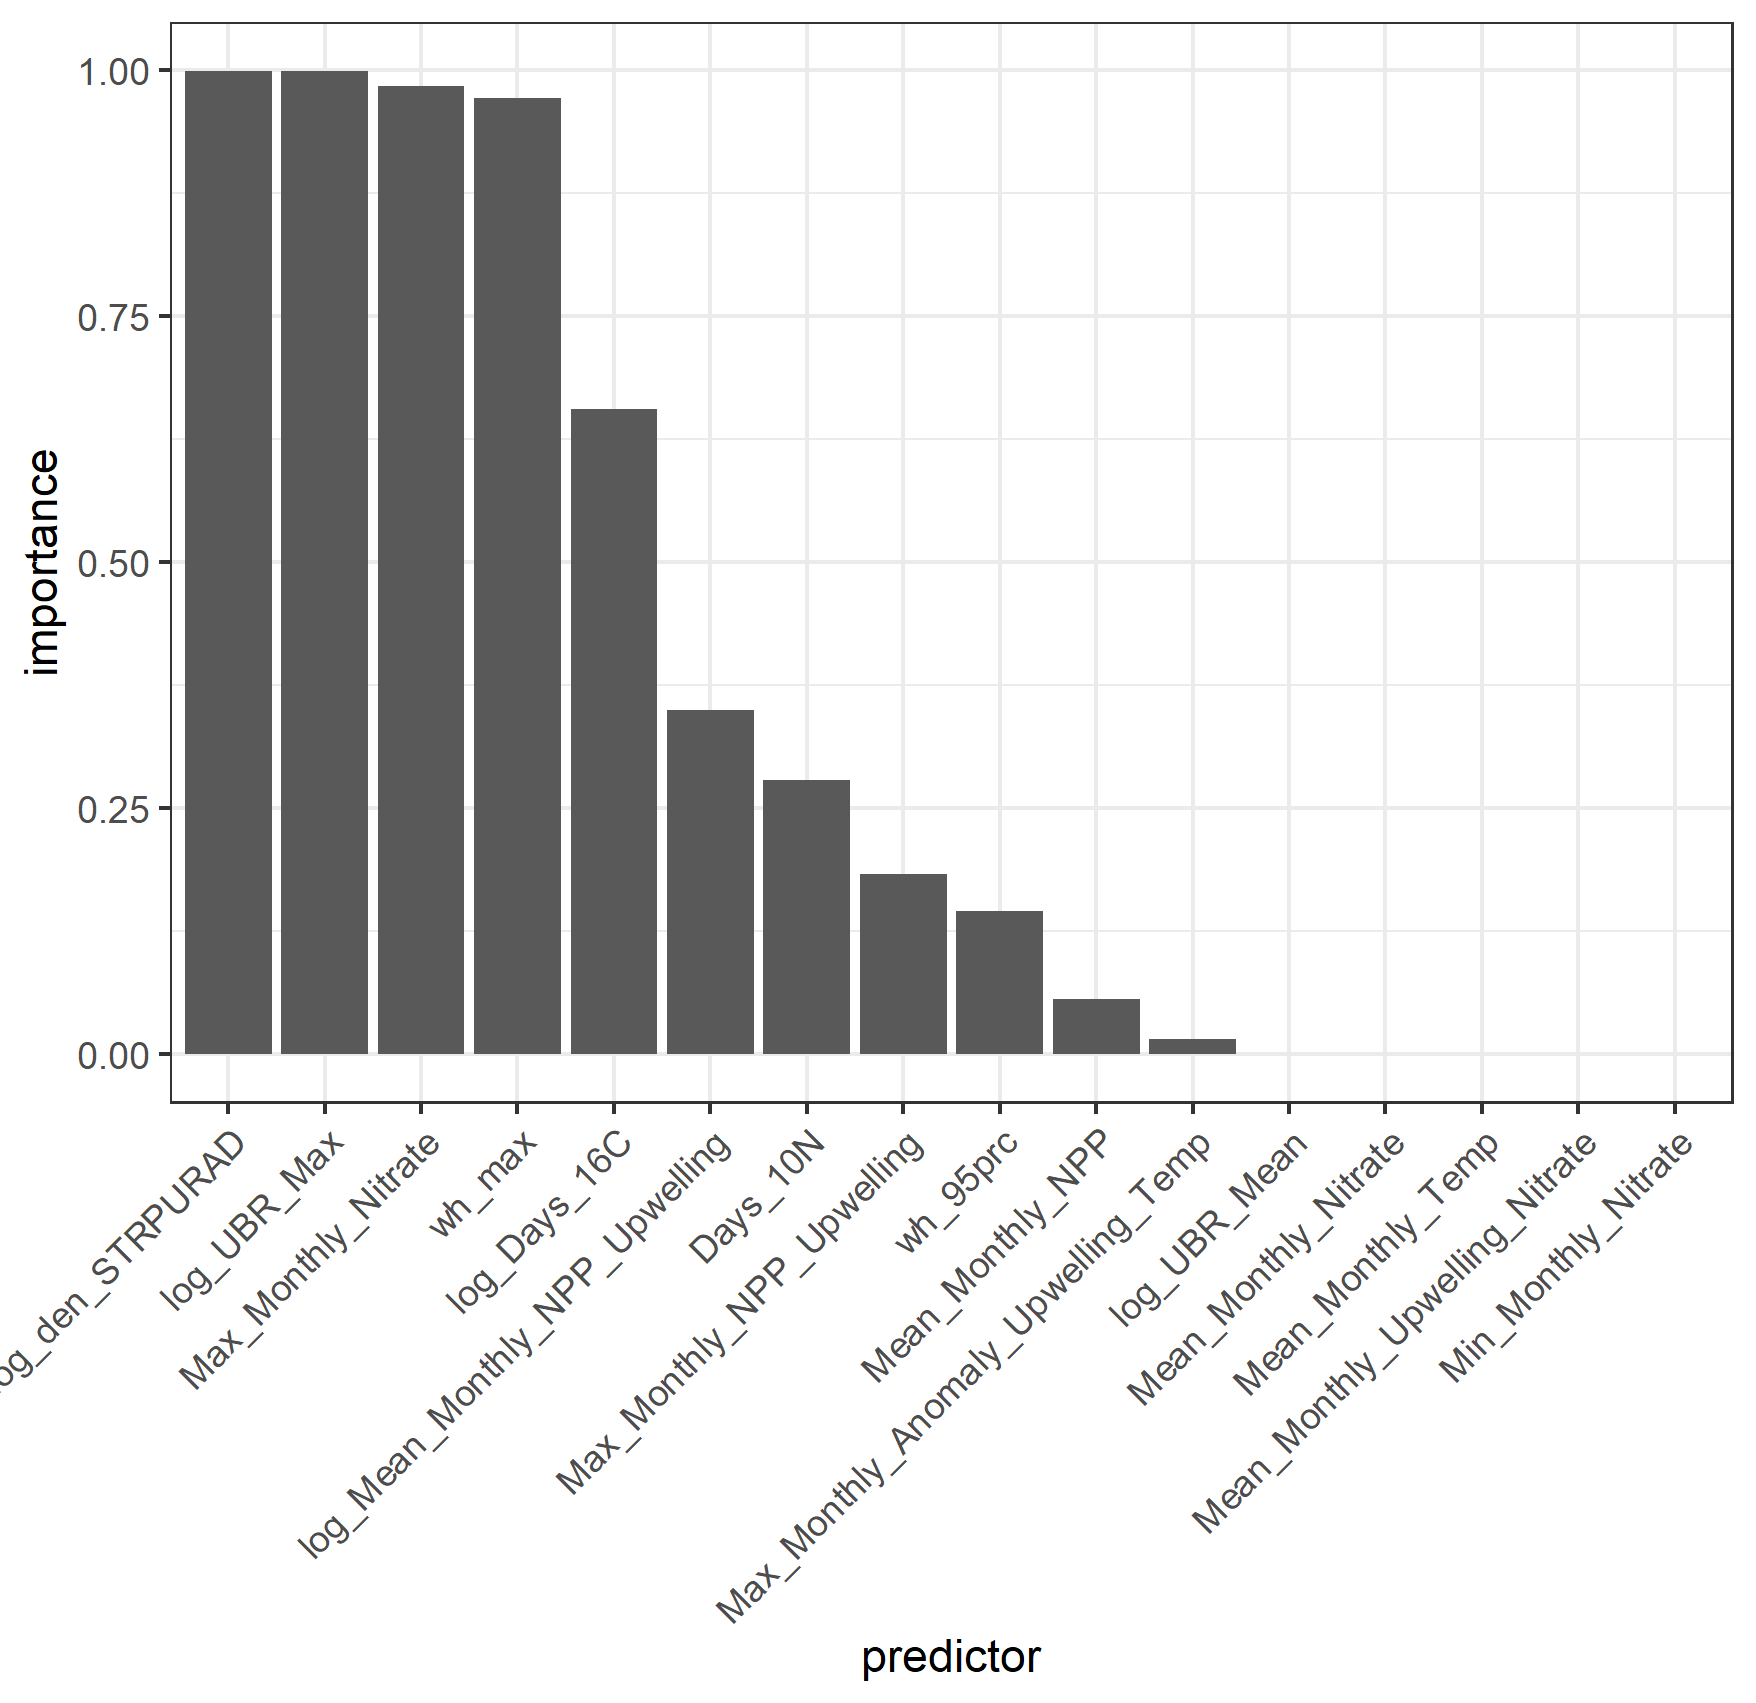 importance
1.00
0.75
0.50
0.25
0.00
og_den_STRPURAD
log_UBR_Max
Max_Monthly_Nitrate
wh_max
log_Days_16C
log_Mean_Monthly_NPP_Upwelling
Days_10N
Max_Monthly_NPP_Upwelling
wh_95prc
Mean_Monthly_NPP
Max_Monthly_Anomaly_Upwelling_Temp
log_UBR_Mean
Mean_Monthly_Nitrate
Mean_Monthly_Temp
Mean_Monthly_Upwelling_Nitrate
Min_Monthly_Nitrate
predictor